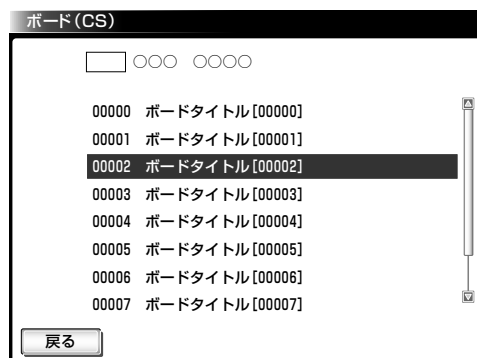 ボード(CS)
○○○ ○○○○
00000 ボードタイトル[00000]
00001 ボードタイトル[00001]
00002 ボードタイトル[00002]
00003 ボードタイトル[00003]
00004 ボードタイトル[00004]
00005 ボードタイトル[00005]
00006 ボードタイトル[00006]
00007 ボードタイトル[00007]
戻る